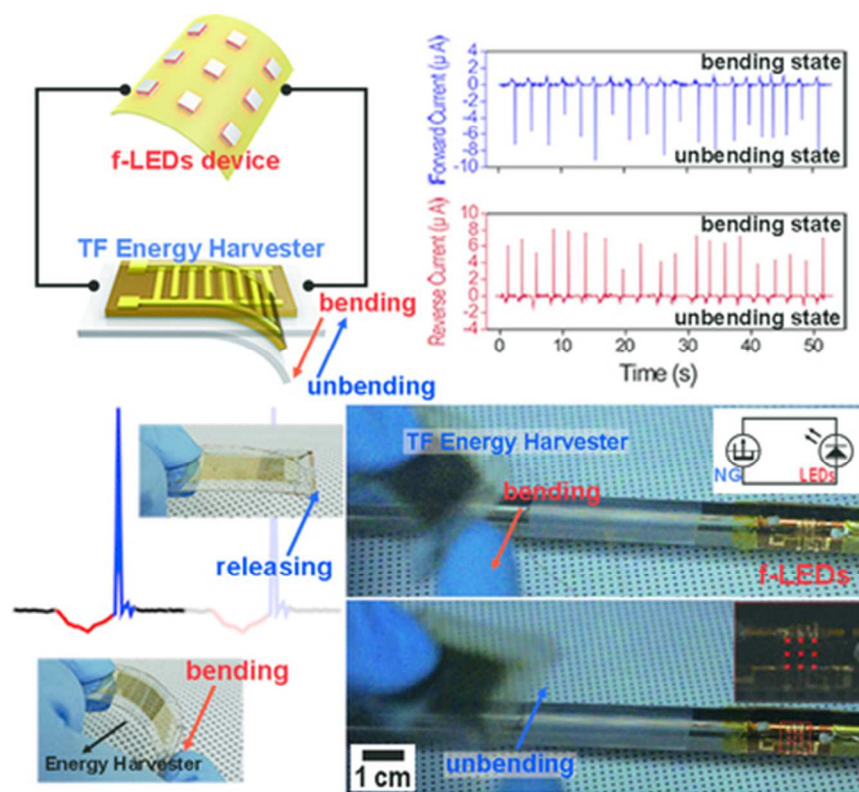 f-LEDs device
TF Energy Harvester
bending
unbending
Forward Current (μA)
4
2
0
-2
-4
-6
-8
-10
bending state
unbending state
Reverse Current (μA)
10
8
6
4
2
0
-2
-4
bending state
unbending state
0 10 20 30 40 50
Time (s)
releasing
bending
Energy Harvester
TF Energy Harvester
bending
NG
LEDs
f-LEDs
unbending
1 cm